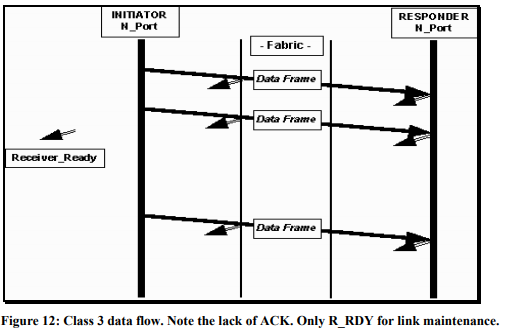 INITIATOR
N_Port
RESPONDER
N_Port
- Fabric -
Data Frame
Data Frame
Receiver_Ready
Data Frame
Figure 12: Class 3 data flow. Note the lack of ACK. Only R_RDY for link maintenance.